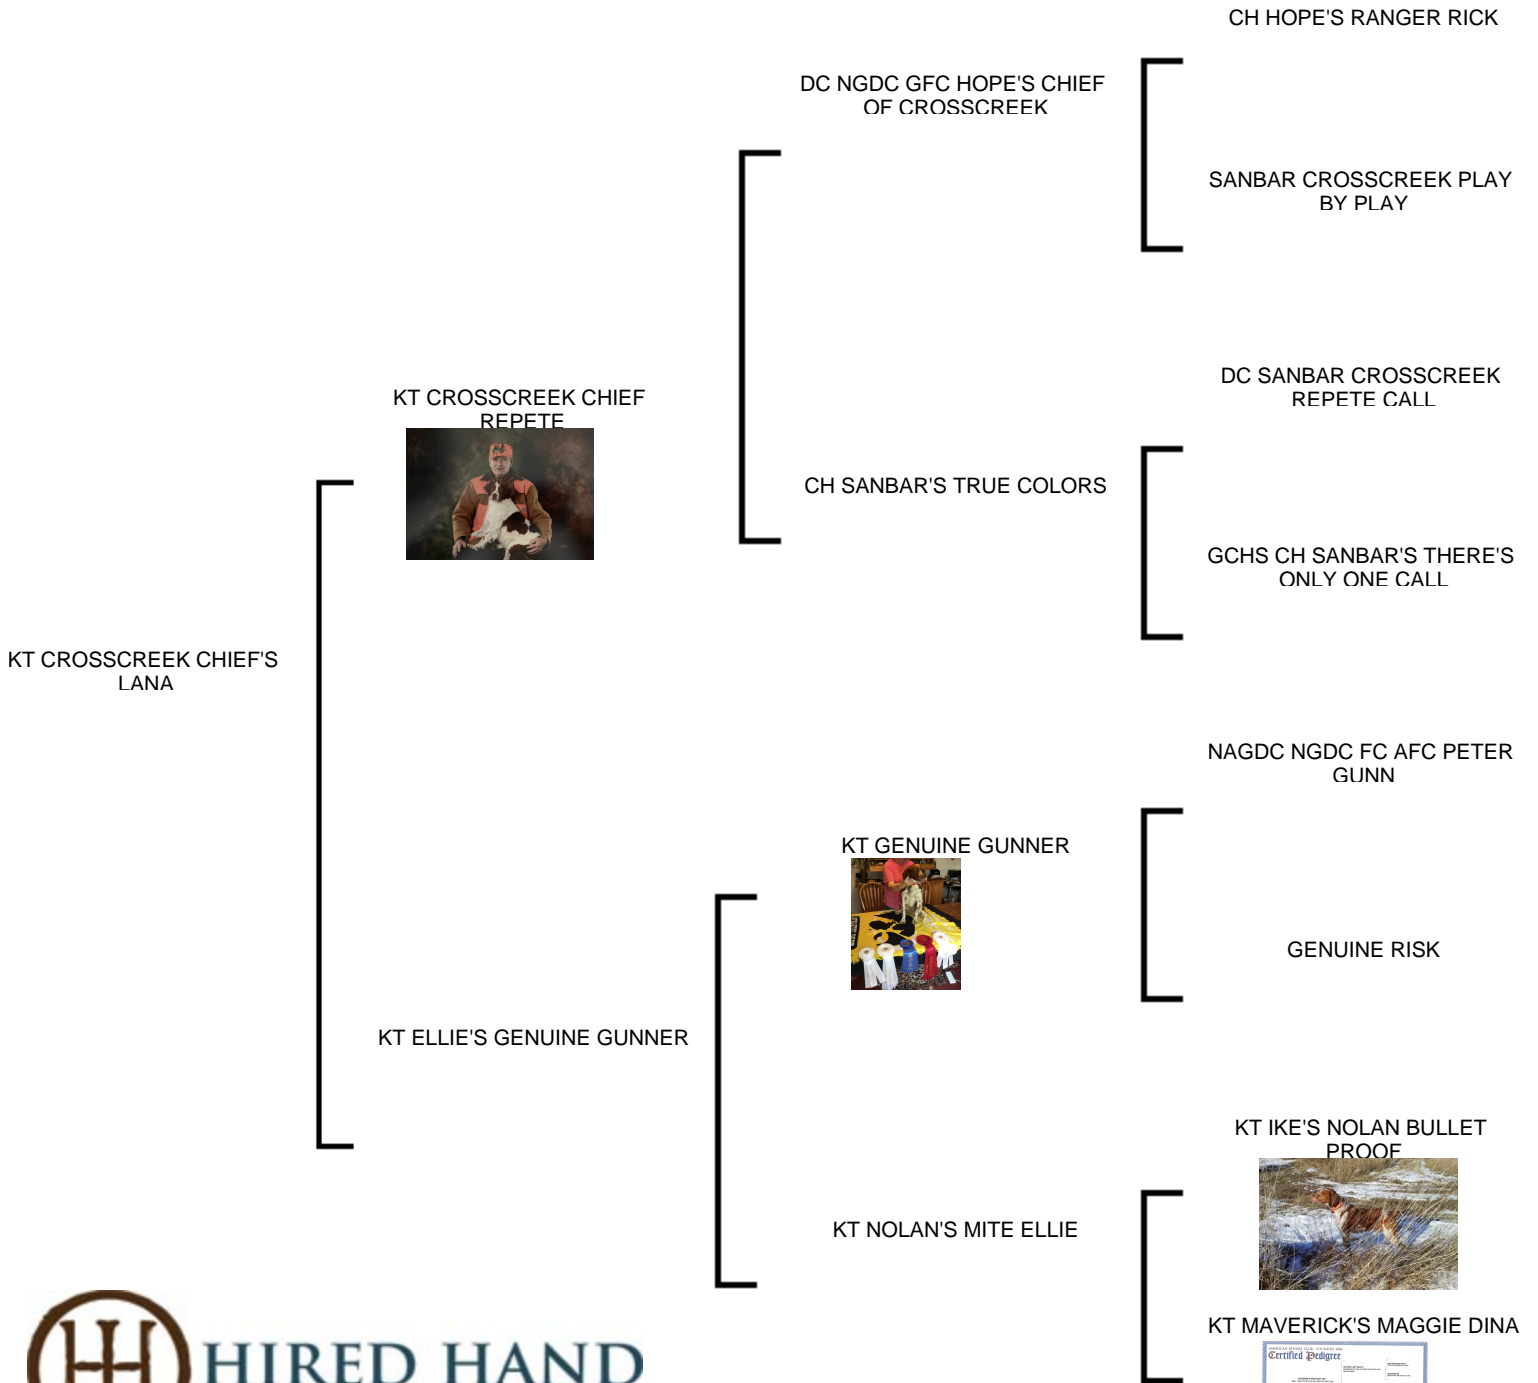 CH HOPE'S RANGER RICK
DC NGDC GFC HOPE'S CHIEF
OF CROSSCREEK
SANBAR CROSSCREEK PLAY
BY PLAY
DC SANBAR CROSSCREEK
REPETE CALL
KT CROSSCREEK CHIEF
REPETE
CH SANBAR'S TRUE COLORS
GCHS CH SANBAR'S THERE'S
ONLY ONE CALL
KT CROSSCREEK CHIEF'S
LANA
NAGDC NGDC FC AFC PETER
GUNN
KT GENUINE GUNNER
GENUINE RISK
KT ELLIE'S GENUINE GUNNER
KT IKE'S NOLAN BULLET
PROOF
KT NOLAN'S MITE ELLIE
KT MAVERICK'S MAGGIE DINA
Certified Pedigree
HIRED HAND